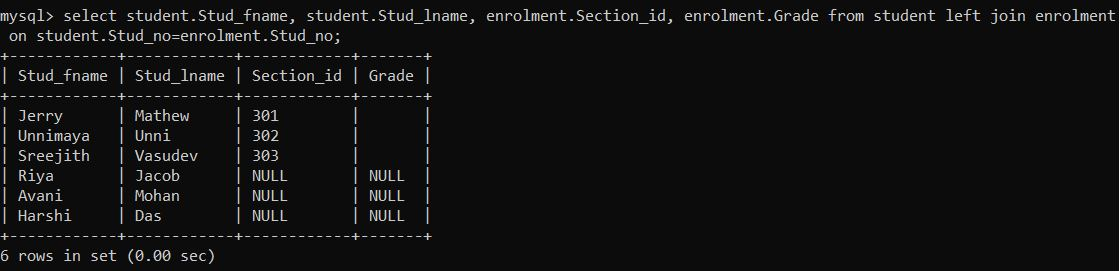 mysql> select student.Stud_fname, student.Stud_lname, enrolment.Section_id, enrolment.Grade from student left join enrolment
 on student.Stud_no=enrolment.Stud_no;
+------------+------------+------------+-------+
| Stud_fname | Stud_lname | Section_id | Grade |
+------------+------------+------------+-------+
| Jerry      | Mathew     | 301        |       |
| Unnimaya   | Unni       | 302        |       |
| Sreejith   | Vasudev    | 303        |       |
| Riya       | Jacob      | NULL       | NULL  |
| Avani      | Mohan      | NULL       | NULL  |
| Harshi     | Das        | NULL       | NULL  |
+------------+------------+------------+-------+
6 rows in set (0.00 sec)